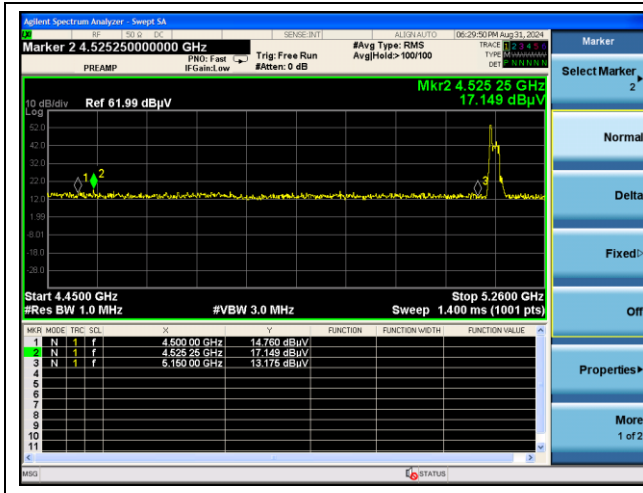 Agilent Spectrum Analyzer - Swept SA
RF 50 Ω DC SENSE:INT ALIGN AUTO 06:29:50 PM Aug 31, 2024
Marker 2 4.525250000000 GHz
PREAMP
PNO: Fast
IFGain:Low
Trig: Free Run
#Atten: 0 dB
#Avg Type: RMS
Avg|Hold:>100/100
TRACE 1 2 3 4 5 6
TYPE M
DET P N N N N N
Mkr2 4.525 25 GHz
17.149 dBµV
10 dB/div Ref 61.99 dBµV
Log
52.0
42.0
32.0
22.0
12.0
1.99
-8.01
-18.0
-28.0
1
2
3
Start 4.4500 GHz Stop 5.2600 GHz
#Res BW 1.0 MHz #VBW 3.0 MHz Sweep 1.400 ms (1001 pts)
MKR MODE TRC SCL X Y FUNCTION FUNCTION WIDTH FUNCTION VALUE
1 N 1 f 4.500 00 GHz 14.760 dBµV
2 N 1 f 4.525 25 GHz 17.149 dBµV
3 N 1 f 5.150 00 GHz 13.175 dBµV
4
5
6
7
8
9
10
11
MSG STATUS
Marker
Select Marker
2
Normal
Delta
Fixed
Off
Properties
More
1 of 2